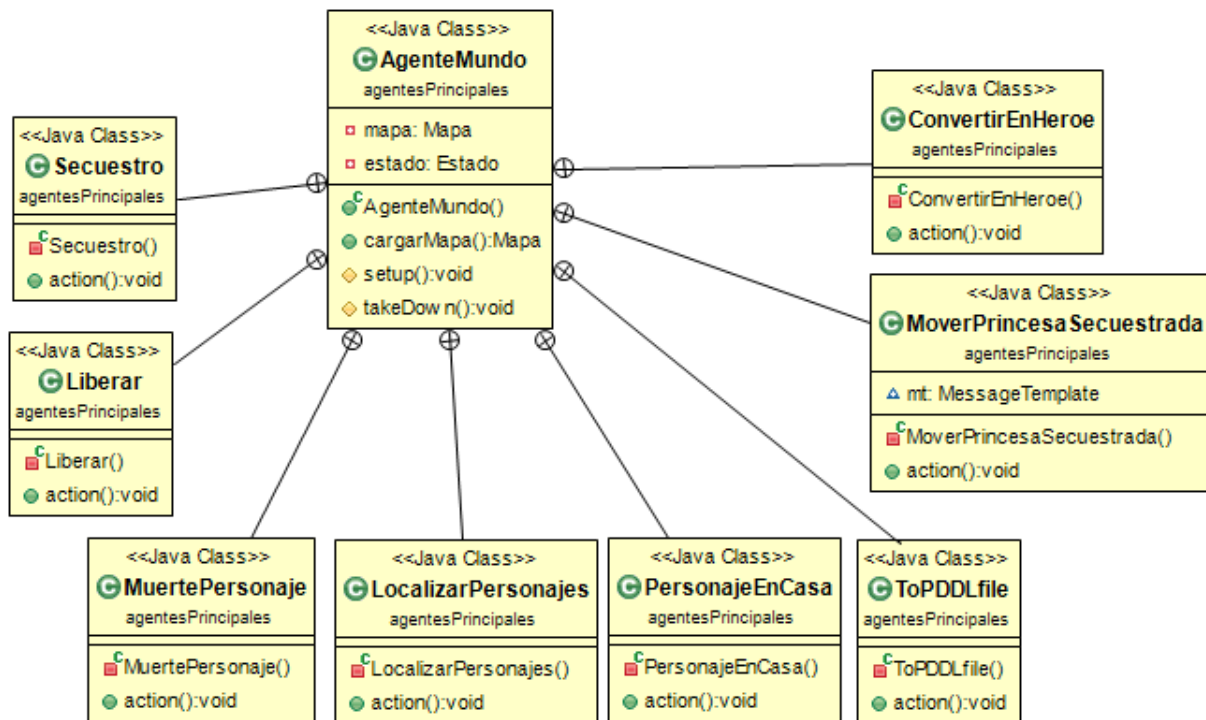 <<Java Class>>
AgenteMundo
agentesPrincipales
mapa: Mapa
estado: Estado
AgenteMundo()
cargarMapa():Mapa
setup():void
takeDown():void
<<Java Class>>
ConvertirEnHeroe
agentesPrincipales
ConvertirEnHeroe()
action():void
<<Java Class>>
Secuestro
agentesPrincipales
Secuestro()
action():void
<<Java Class>>
MoverPrincesaSecuestrada
agentesPrincipales
mt: MessageTemplate
MoverPrincesaSecuestrada()
action():void
<<Java Class>>
Liberar
agentesPrincipales
Liberar()
action():void
<<Java Class>>
MuertePersonaje
agentesPrincipales
MuertePersonaje()
action():void
<<Java Class>>
LocalizarPersonajes
agentesPrincipales
LocalizarPersonajes()
action():void
<<Java Class>>
PersonajeEnCasa
agentesPrincipales
PersonajeEnCasa()
action():void
<<Java Class>>
ToPDDLfile
agentesPrincipales
ToPDDLfile()
action():void